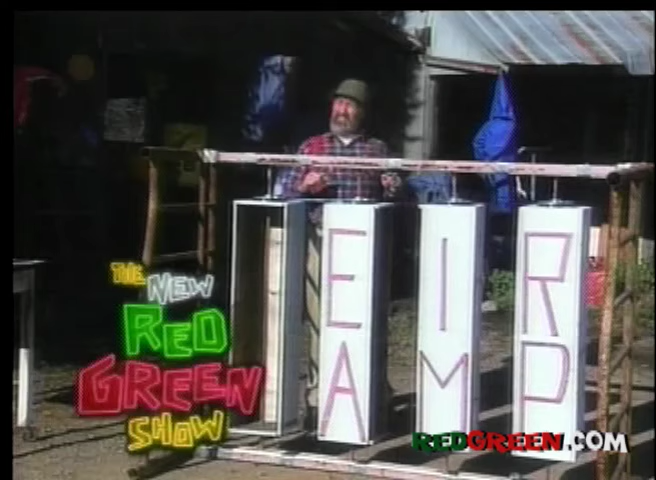 E I R
A M P
THE
NEW
RED
GREEN
SHOW
REDGREEN.COM